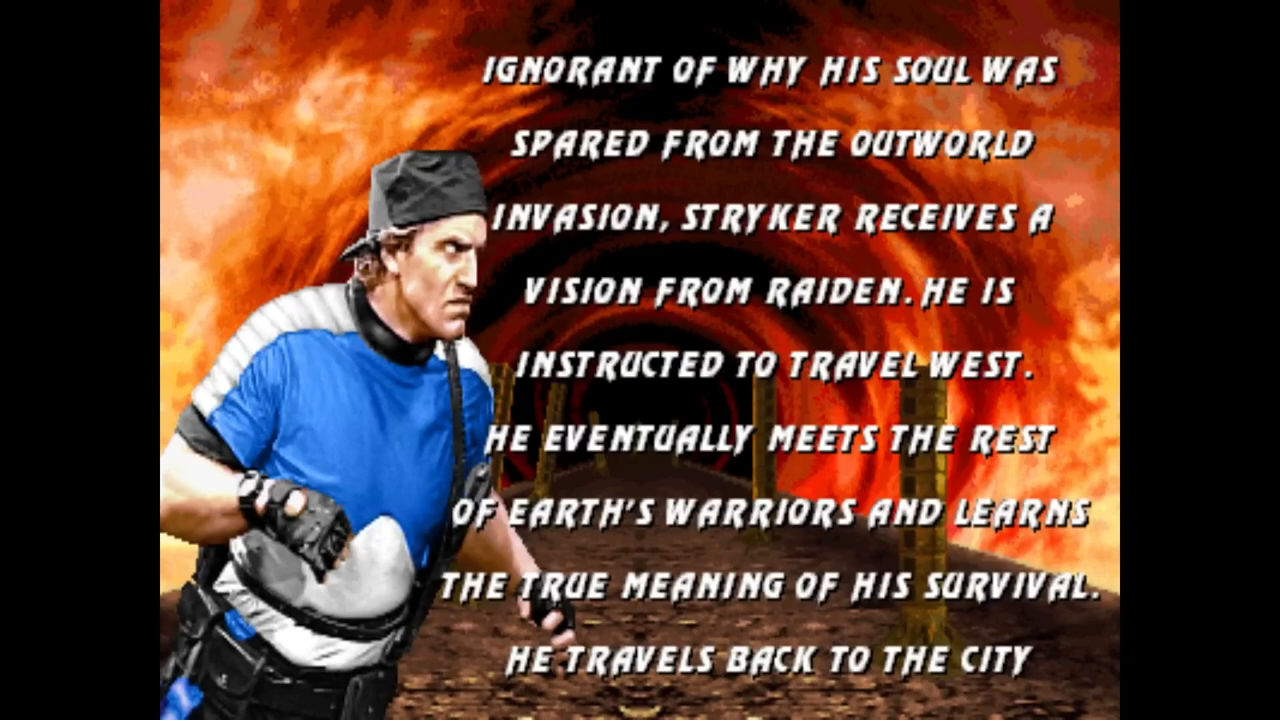 IGNORANT OF WHY HIS SOUL WAS
SPARED FROM THE OUTWORLD
INVASION, STRYKER RECEIVES A
VISION FROM RAIDEN. HE IS
INSTRUCTED TO TRAVEL WEST.
HE EVENTUALLY MEETS THE REST
OF EARTH'S WARRIORS AND LEARNS
THE TRUE MEANING OF HIS SURVIVAL.
HE TRAVELS BACK TO THE CITY